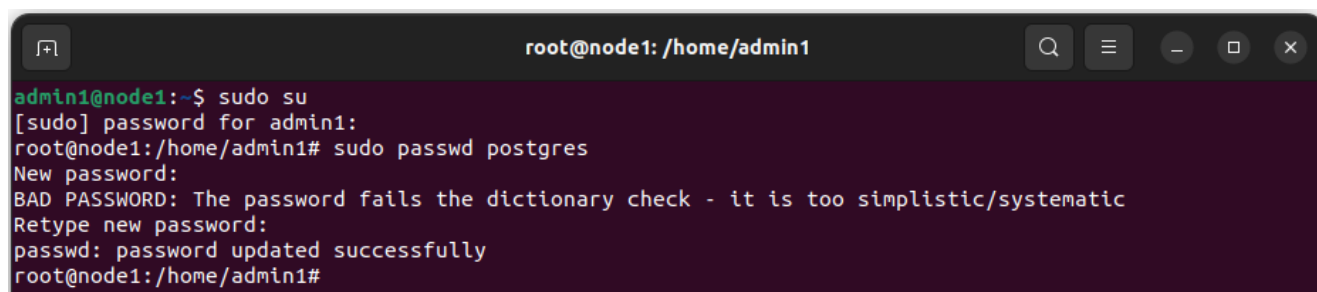 root@node1: /home/admin1
admin1@node1:~$ sudo su
[sudo] password for admin1:
root@node1:/home/admin1# sudo passwd postgres
New password:
BAD PASSWORD: The password fails the dictionary check - it is too simplistic/systematic
Retype new password:
passwd: password updated successfully
root@node1:/home/admin1#